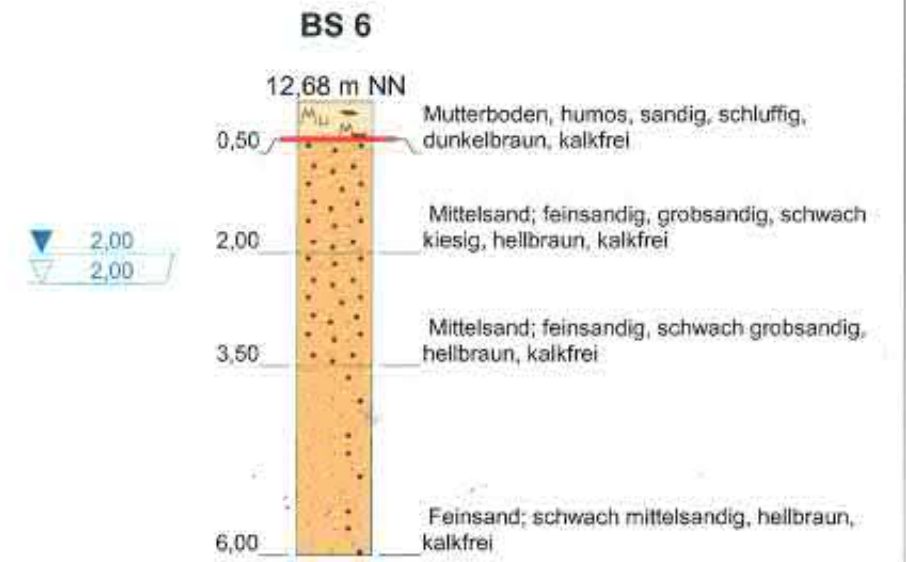 BS 6
12,68 m NN
Mu
M
Mutterboden, humos, sandig, schluffig,
0,50
dunkelbraun, kalkfrei
Mittelsand; feinsandig, grobsandig, schwach
2,00
2,00
kiesig, hellbraun, kalkfrei
2,00
Mittelsand; feinsandig, schwach grobsandig,
3,50
hellbraun, kalkfrei
Feinsand; schwach mittelsandig, hellbraun,
6,00
kalkfrei